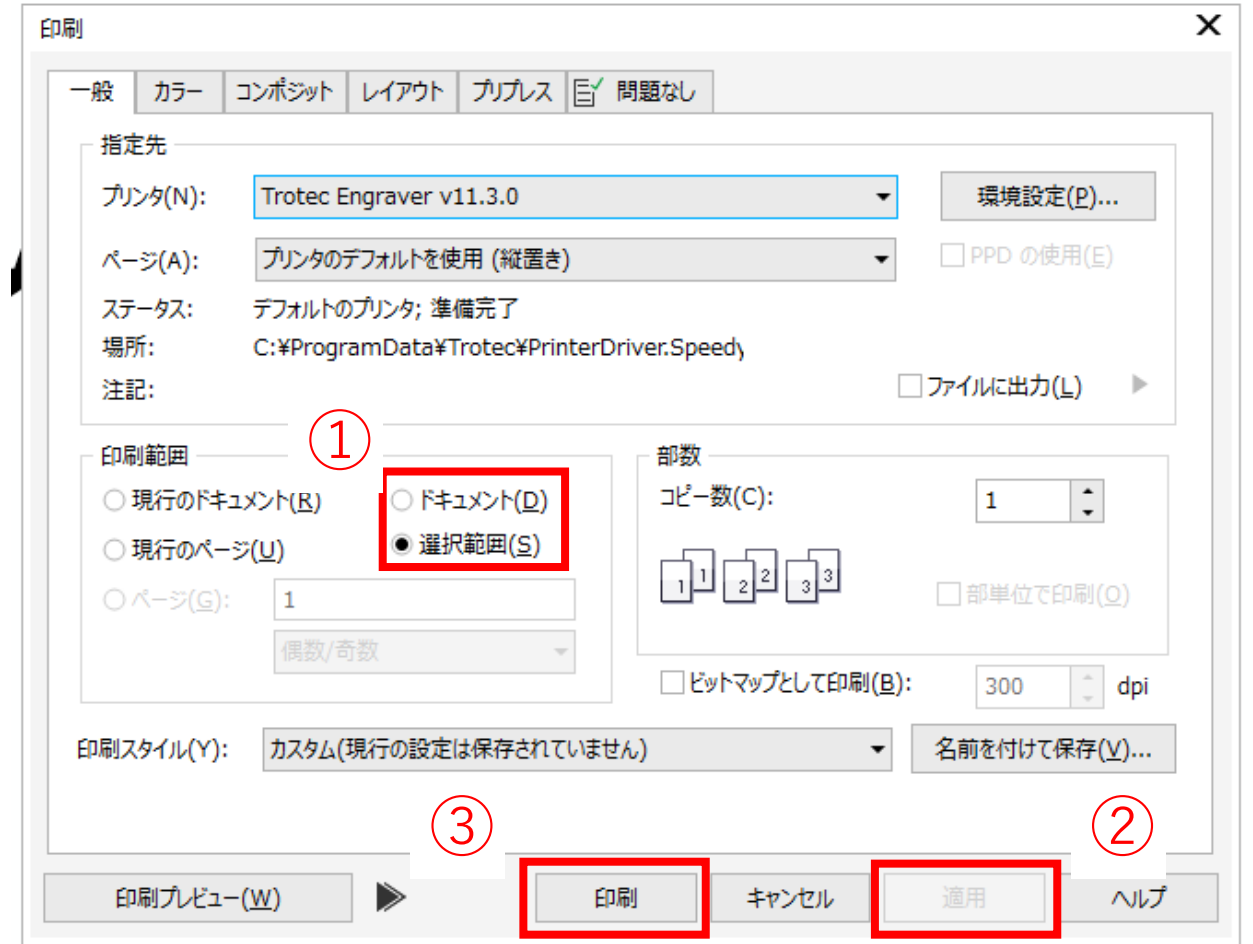 印刷
一般 カラー コンポジット レイアウト プリプレス 問題なし
指定先
プリンタ(N): Trotec Engraver v11.3.0 環境設定(P)...
ページ(A): プリンタのデフォルトを使用 (縦置き) PPD の使用(E)
ステータス: デフォルトのプリンタ; 準備完了
場所: C:¥ProgramData¥Trotec¥PrinterDriver.Speedy
注記: ファイルに出力(L)
①
印刷範囲
現行のドキュメント(R) ドキュメント(D)
現行のページ(U) 選択範囲(S)
ページ(G): 1
偶数/奇数
部数
コピー数(C): 1
1 1 2 2 3 3
部単位で印刷(O)
ビットマップとして印刷(B): 300 dpi
印刷スタイル(Y): カスタム(現行の設定は保存されていません) 名前を付けて保存(V)...
③ ②
印刷プレビュー(W) 印刷 キャンセル 適用 ヘルプ